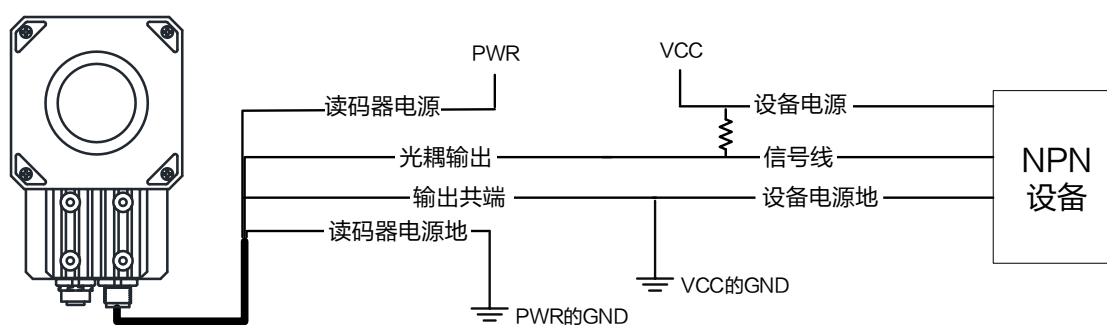 PWR
VCC
读码器电源
设备电源
光耦输出
信号线
NPN
设备
输出共端
设备电源地
读码器电源地
VCC的GND
PWR的GND